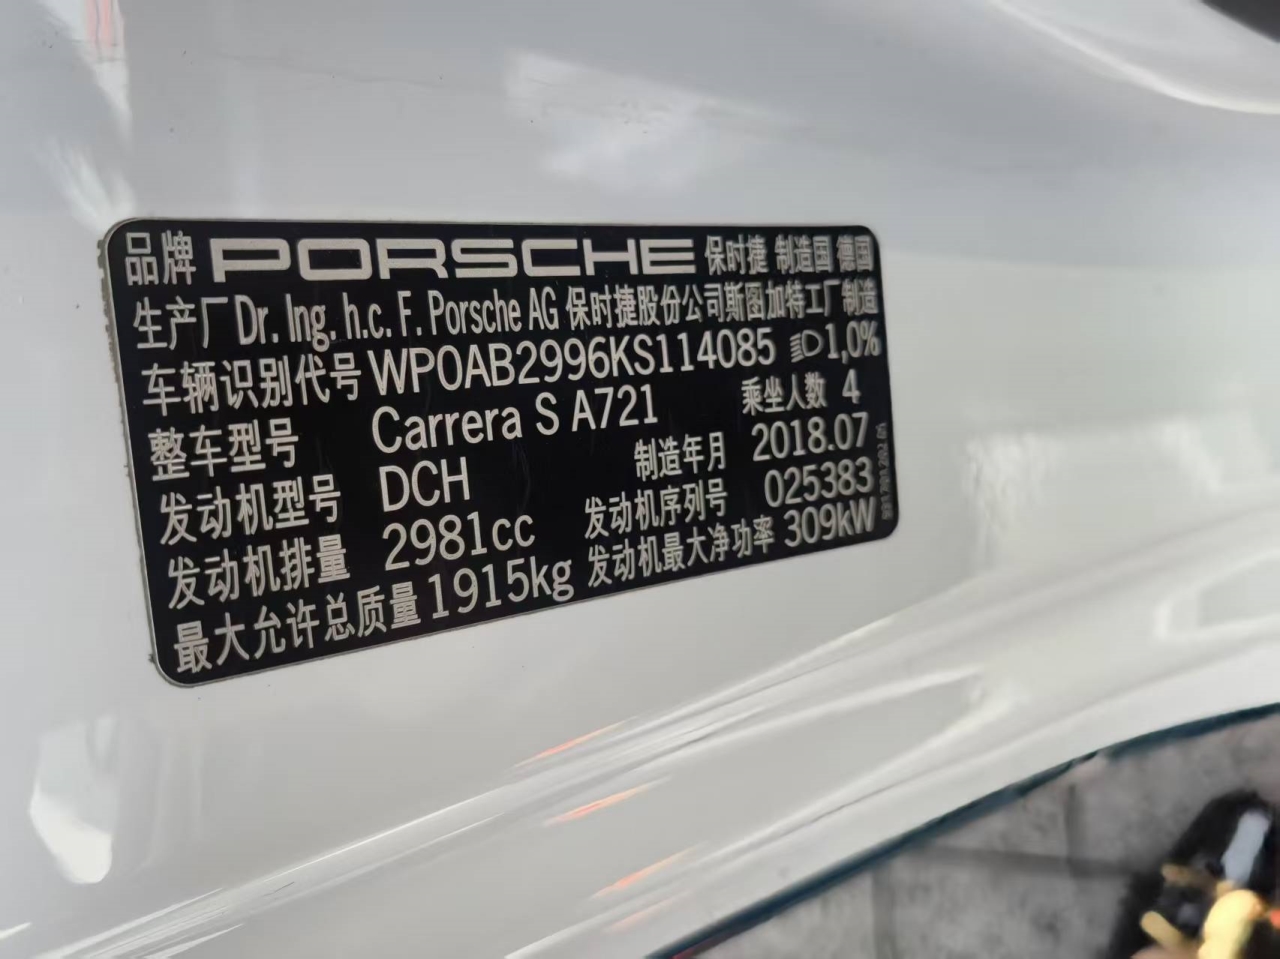 品牌 PORSCHE 保时捷 制造国 德国
生产厂 Dr. Ing. h.c. F. Porsche AG 保时捷股份公司斯图加特工厂制造
车辆识别代号 WP0AB2996KS114085 1,0%
整车型号 Carrera S A721 乘坐人数 4
发动机型号 DCH 制造年月 2018.07
发动机排量 2981cc 发动机序列号 025383
最大允许总质量 1915kg 发动机最大净功率 309kW